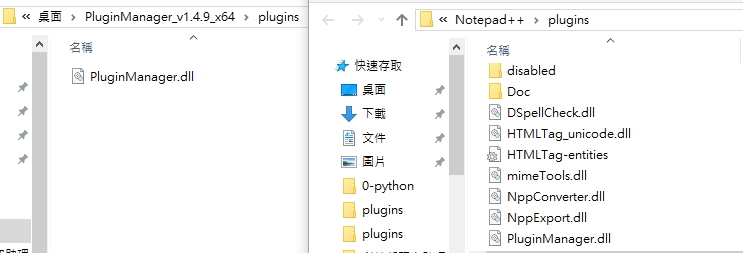 « 桌面 > PluginManager_v1.4.9_x64 > plugins
名稱
PluginManager.dll
« Notepad++ > plugins
快速存取
桌面
下載
文件
圖片
0-python
plugins
plugins
名稱
disabled
Doc
DSpellCheck.dll
HTMLTag_unicode.dll
HTMLTag-entities
mimeTools.dll
NppConverter.dll
NppExport.dll
PluginManager.dll